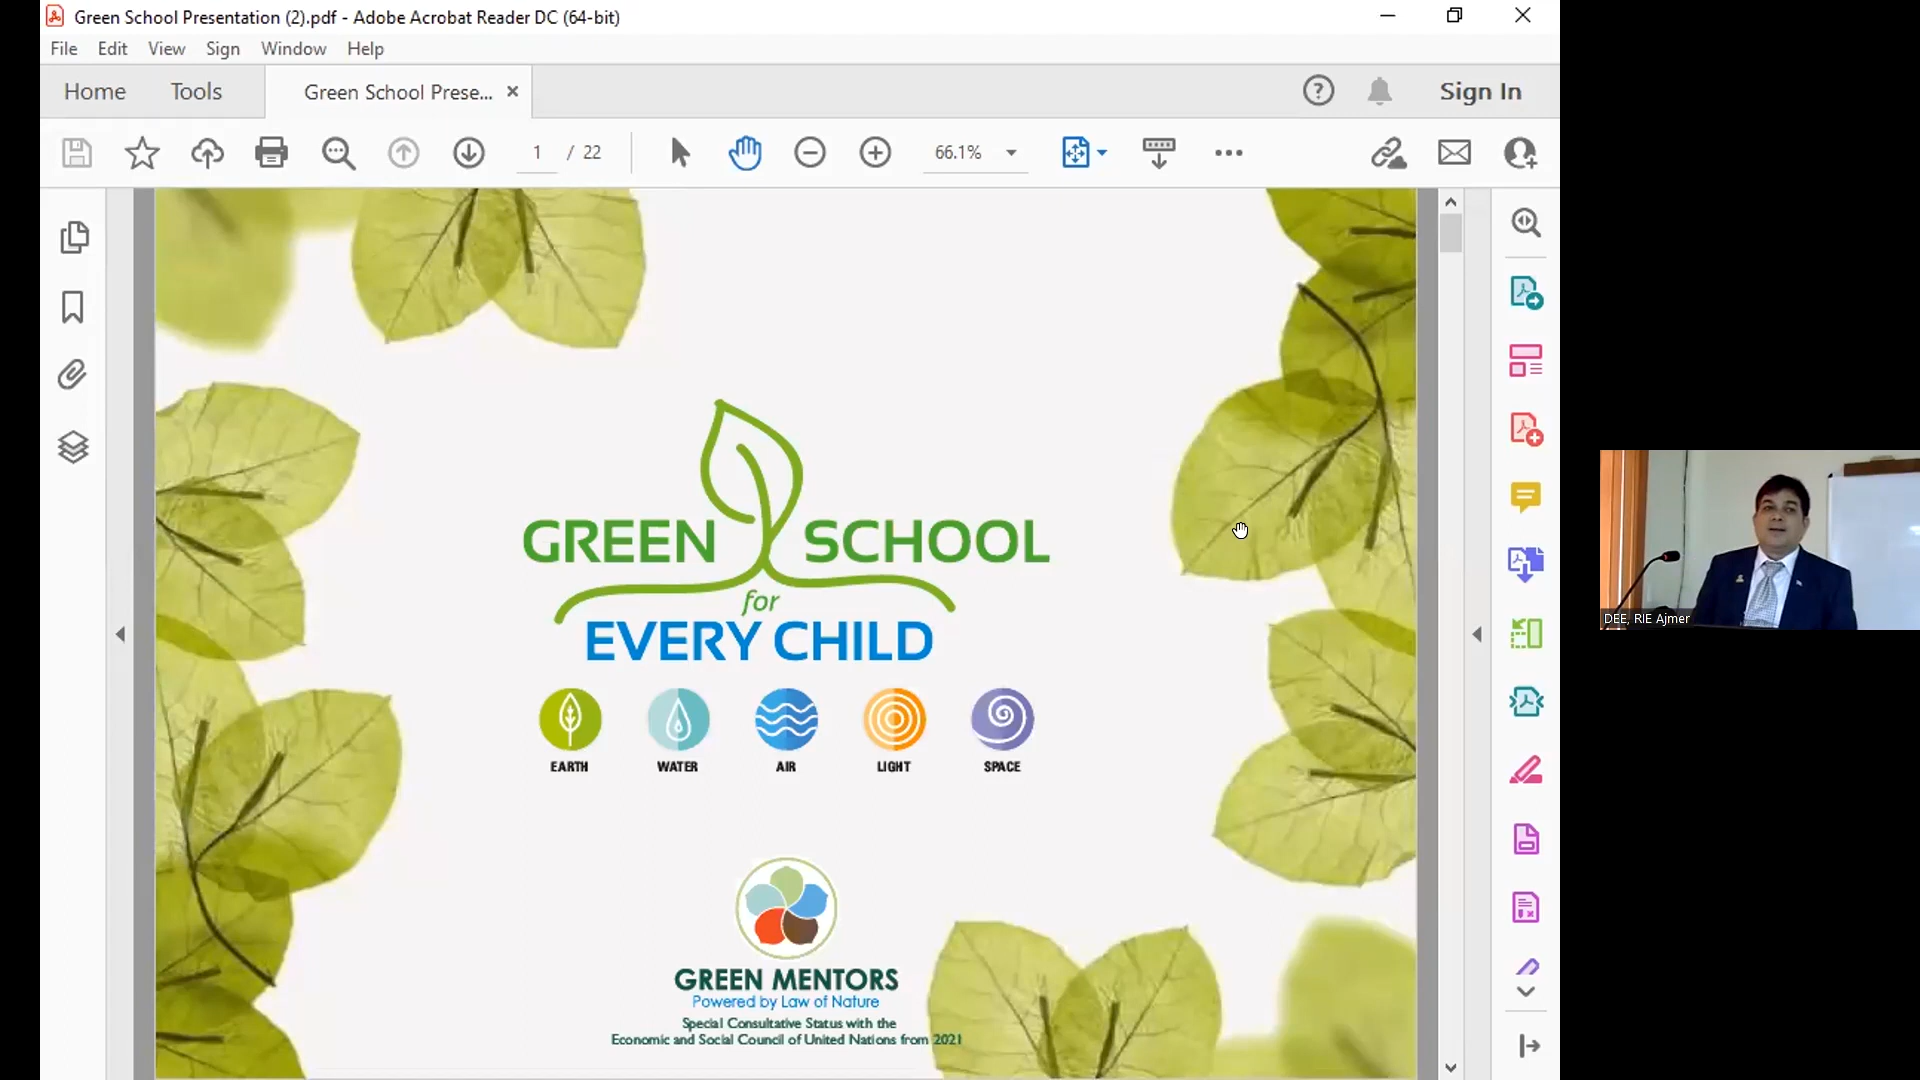 Green School Presentation (2).pdf - Adobe Acrobat Reader DC (64-bit)
File Edit View Sign Window Help
Home Tools Green School Prese... Sign In
1 / 22 66.1%
GREEN SCHOOL
for
EVERY CHILD
EARTH WATER AIR LIGHT SPACE
GREEN MENTORS
Powered by Law of Nature
Special Consultative Status with the
Economic and Social Council of United Nations from 2021
DEE, RIE Ajmer